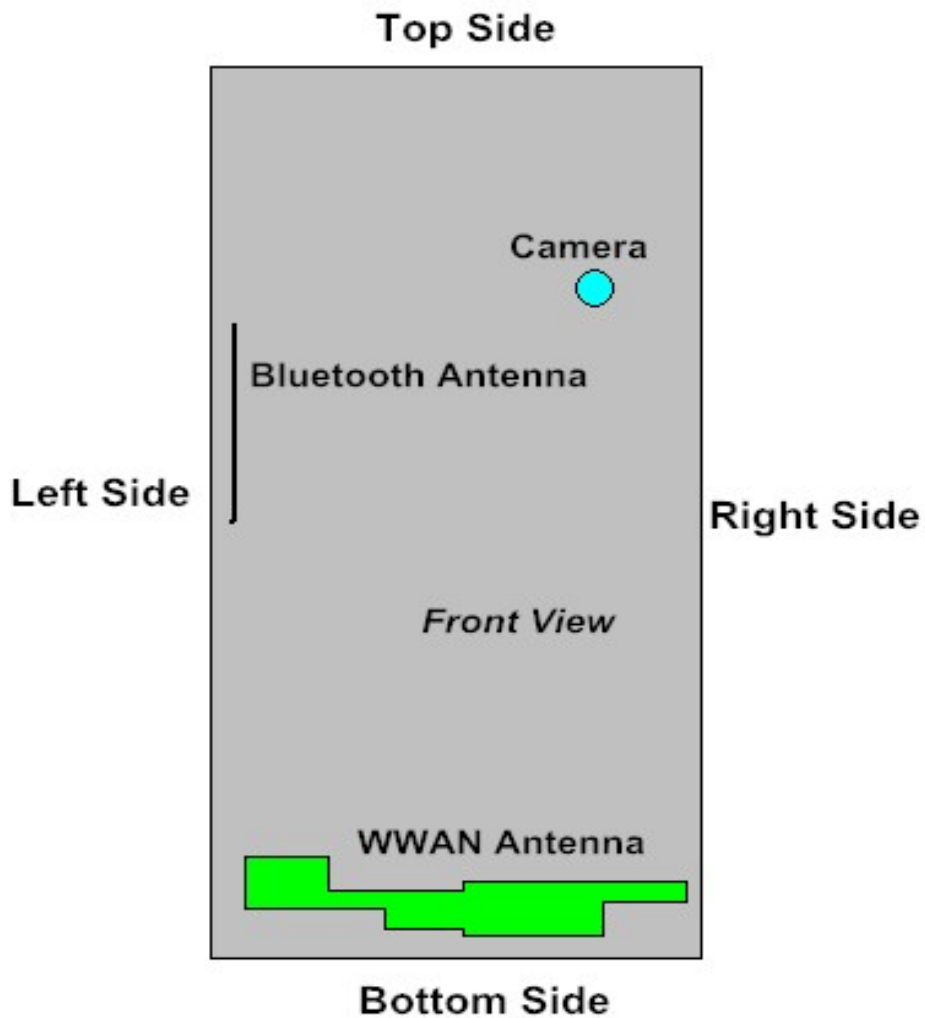 Top Side
Camera
Bluetooth Antenna
Left Side
Right Side
Front View
WWAN Antenna
Bottom Side